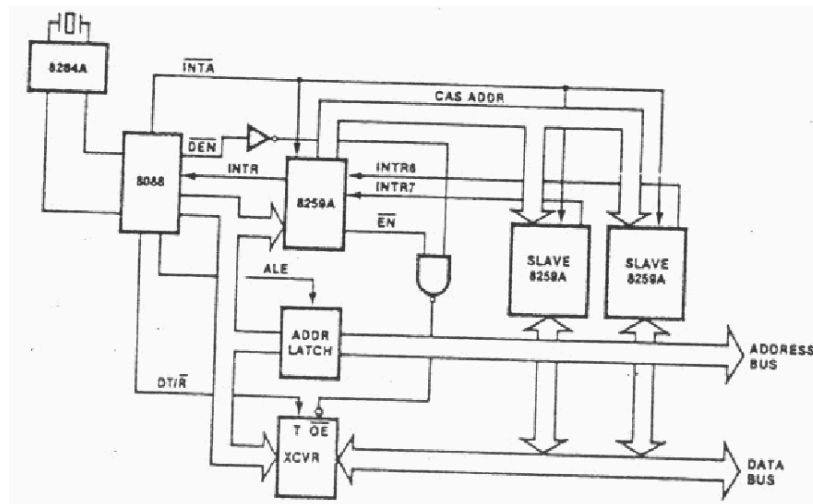 8284A
INTA
CAS ADDR
DEN
INTR
INTR6
8088
INTR7
8259A
EN
SLAVE
8259A
SLAVE
8259A
ALE
ADDR
LATCH
ADDRESS
BUS
DT/R
T OE
XCVR
DATA
BUS